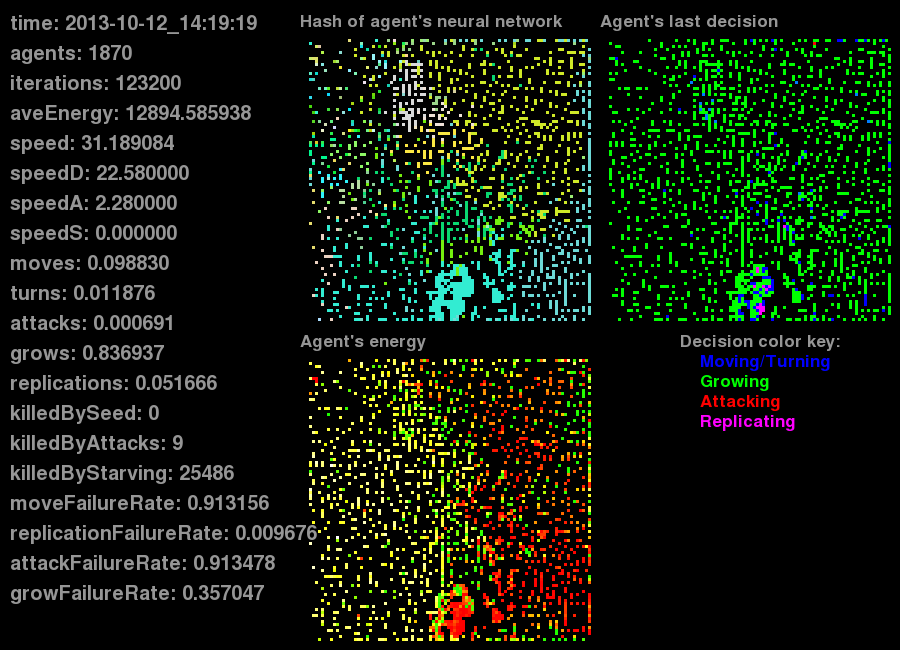 time: 2013-10-12_14:19:19
agents: 1870
iterations: 123200
aveEnergy: 12894.585938
speed: 31.189084
speedD: 22.580000
speedA: 2.280000
speedS: 0.000000
moves: 0.098830
turns: 0.011876
attacks: 0.000691
grows: 0.836937
replications: 0.051666
killedBySeed: 0
killedByAttacks: 9
killedByStarving: 25486
moveFailureRate: 0.913156
replicationFailureRate: 0.009676
attackFailureRate: 0.913478
growFailureRate: 0.357047
Hash of agent's neural network
Agent's last decision
Agent's energy
Decision color key:
Moving/Turning
Growing
Attacking
Replicating